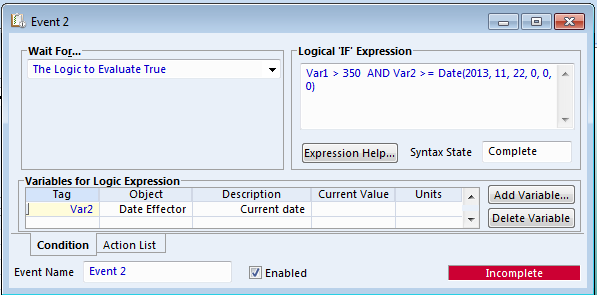 Event 2
Wait For...
The Logic to Evaluate True
Logical 'IF' Expression
Var1 > 350  AND Var2 >= Date(2013, 11, 22, 0, 0,
0)
Expression Help...
Syntax State
Complete
Variables for Logic Expression
Tag Object Description Current Value Units
Var2 Date Effector Current date
Add Variable...
Delete Variable
Condition Action List
Event Name Event 2 Enabled Incomplete